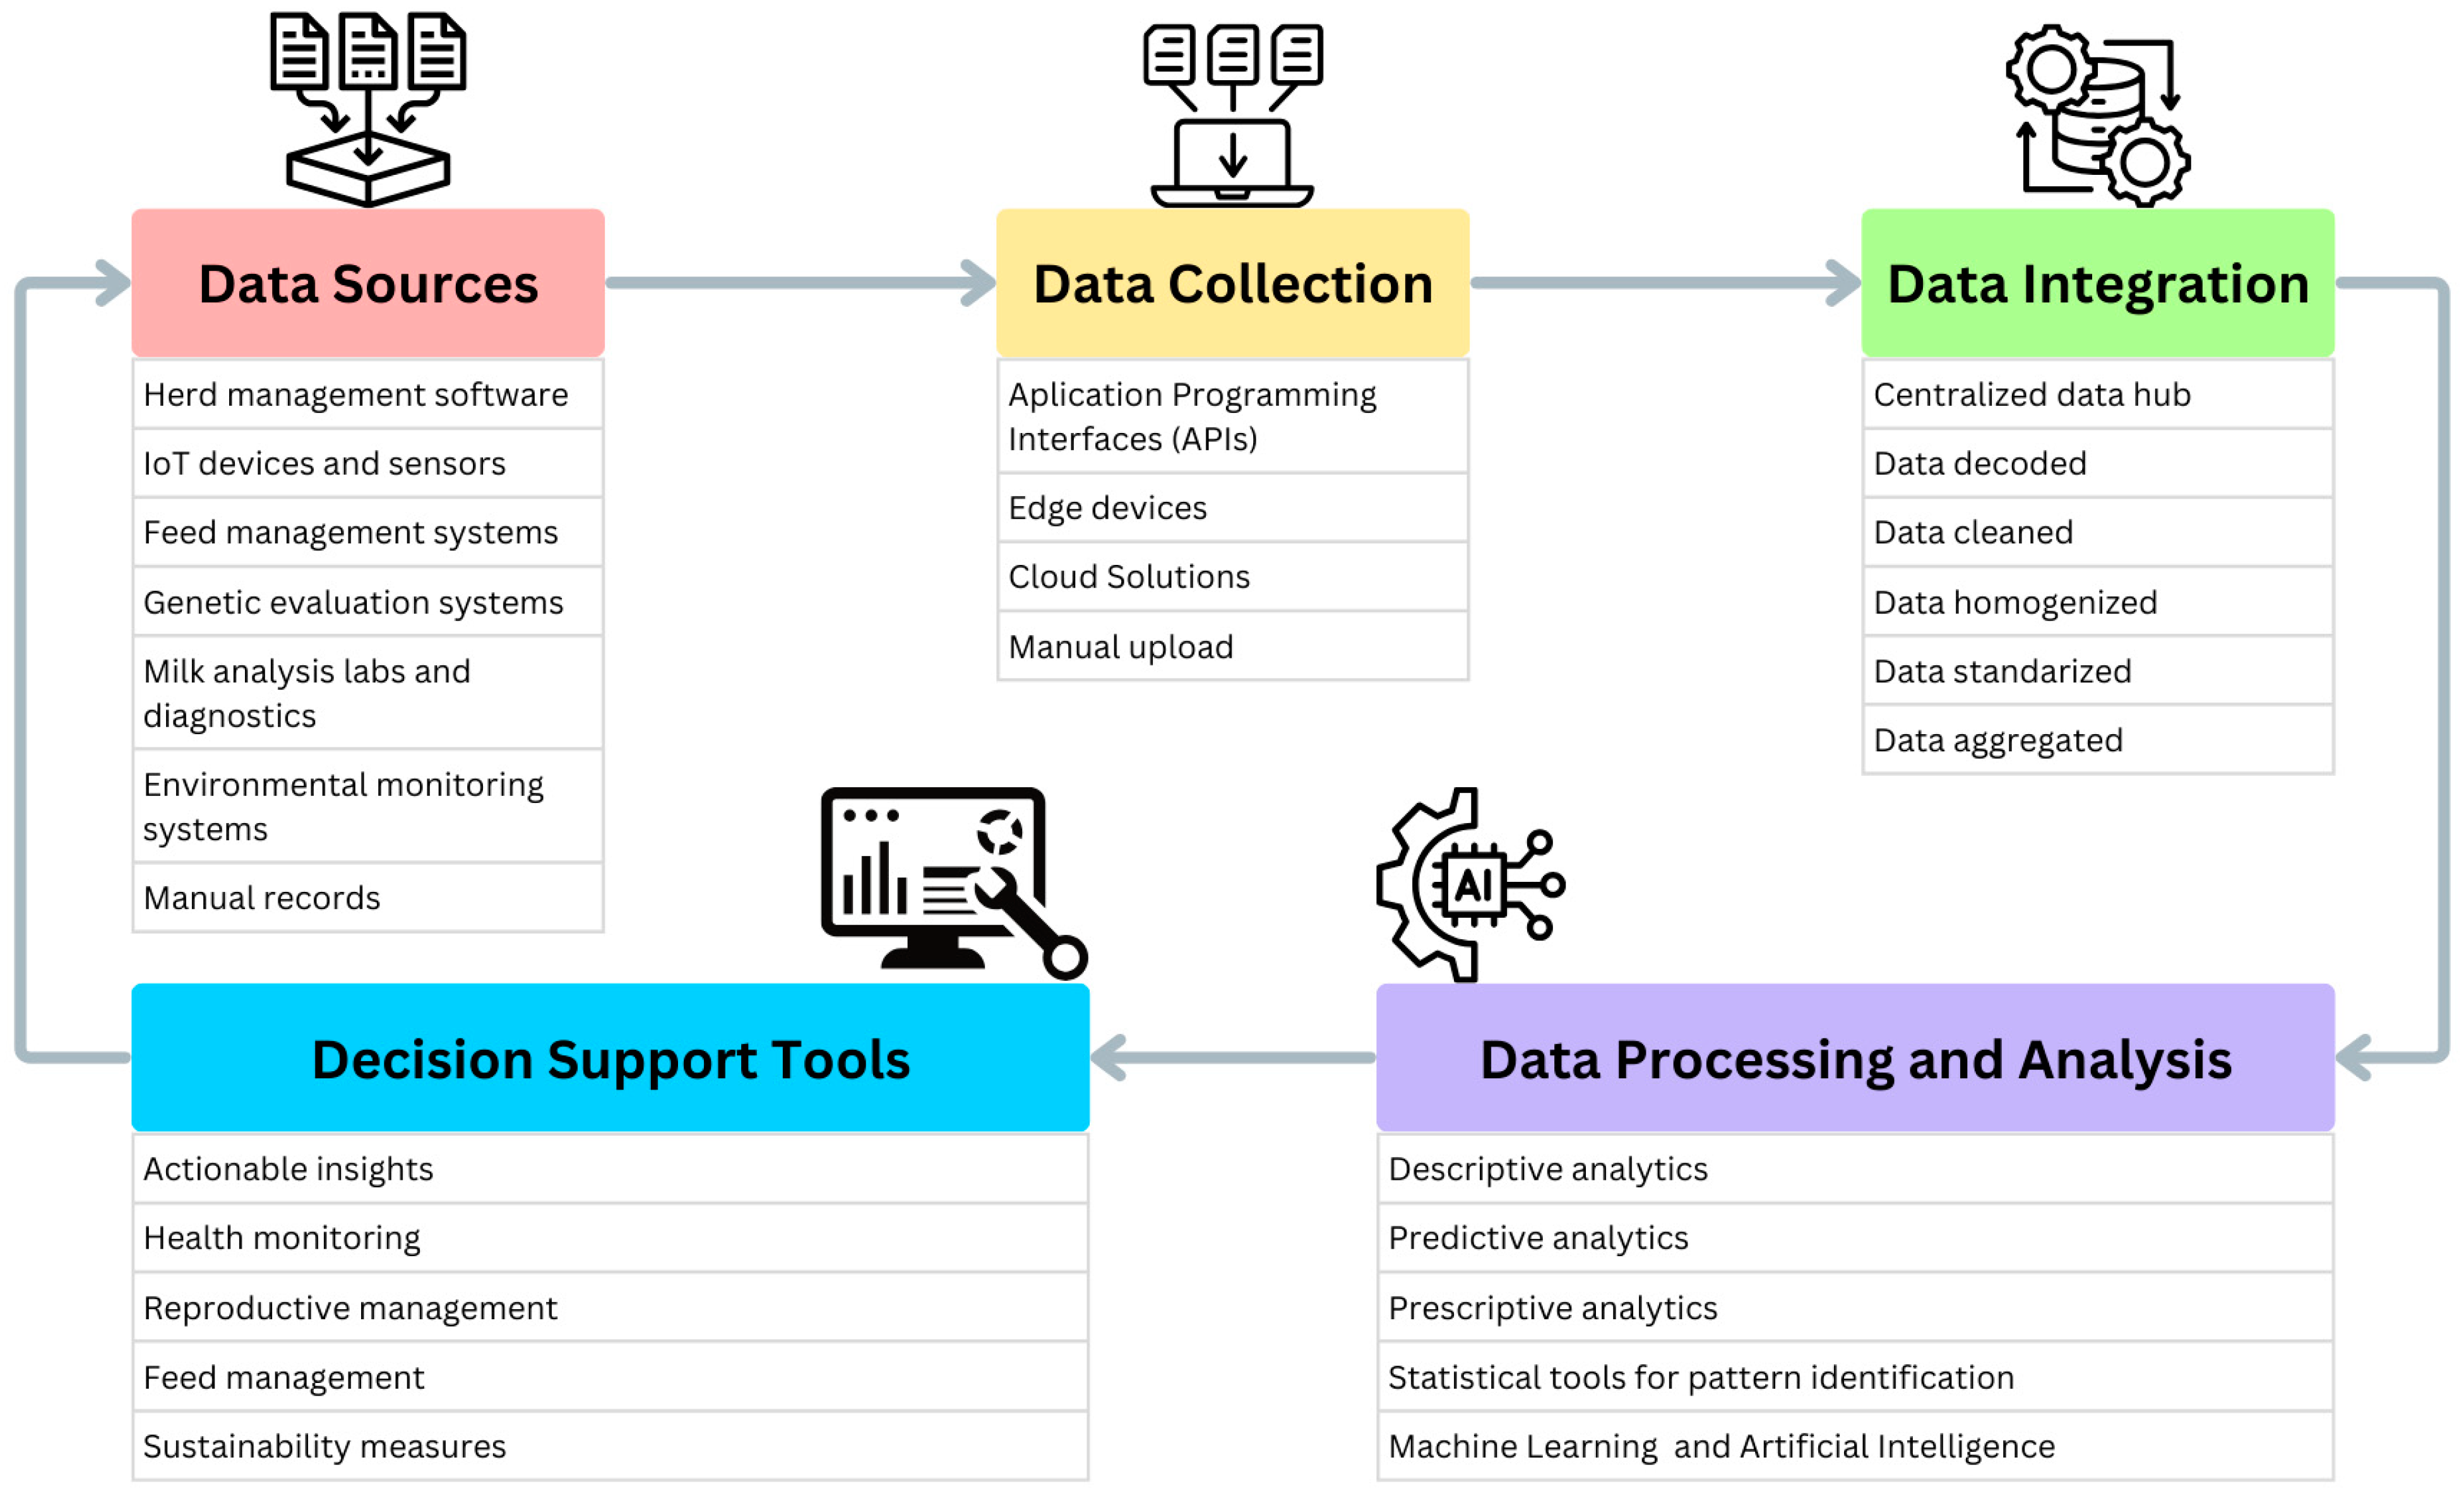 Data Sources
Herd management software
IoT devices and sensors
Feed management systems
Genetic evaluation systems
Milk analysis labs and
diagnostics
Environmental monitoring
systems
Manual records
Data Collection
Aplication Programming
Interfaces (APIs)
Edge devices
Cloud Solutions
Manual upload
Data Integration
Centralized data hub
Data decoded
Data cleaned
Data homogenized
Data standarized
Data aggregated
AI
Data Processing and Analysis
Descriptive analytics
Predictive analytics
Prescriptive analytics
Statistical tools for pattern identification
Machine Learning  and Artificial Intelligence
Decision Support Tools
Actionable insights
Health monitoring
Reproductive management
Feed management
Sustainability measures